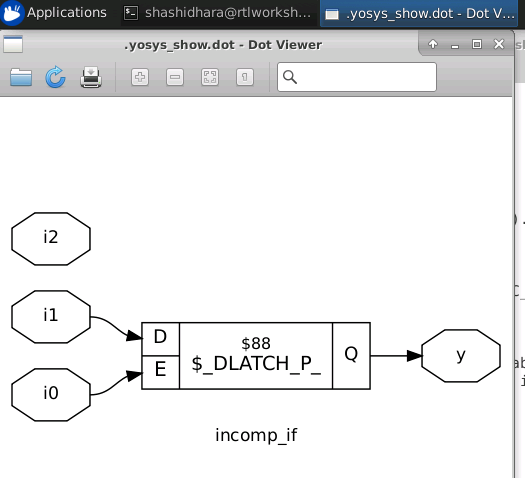 Applications
shashidhara@rtlworksh...
.yosys_show.dot - Dot V...
.yosys_show.dot - Dot Viewer
i2
i1
D
$88
i0
E
$_DLATCH_P_
Q
y
incomp_if